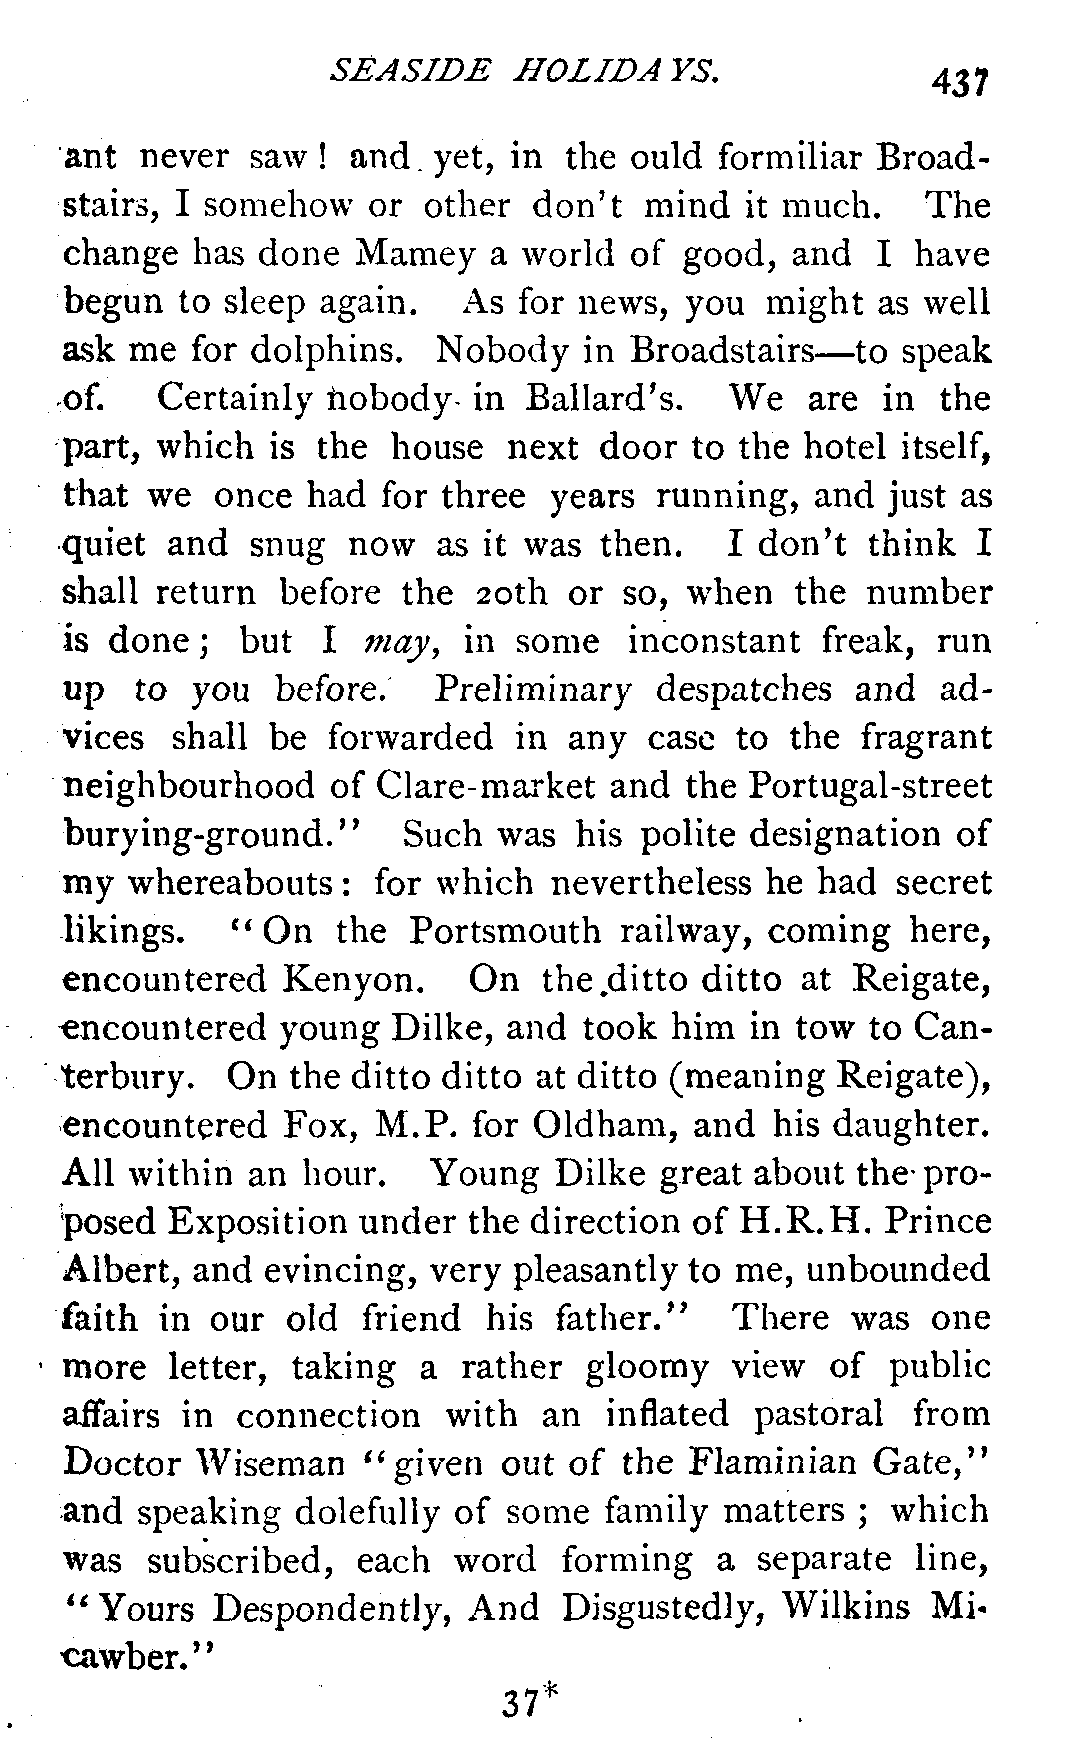 SEASIDE HOLIDAYS.
437
ant never saw! and yet, in the ould formiliar Broad-
stairs, I somehow or other don't mind it much. The
change has done Mamey a world of good, and I have
begun to sleep again. As for news, you might as well
ask me for dolphins. Nobody in Broadstairs—to speak
of. Certainly nobody in Ballard's. We are in the
part, which is the house next door to the hotel itself,
that we once had for three years running, and just as
quiet and snug now as it was then. I don't think I
shall return before the 20th or so, when the number
is done; but I may, in some inconstant freak, run
up to you before. Preliminary despatches and ad-
vices shall be forwarded in any case to the fragrant
neighbourhood of Clare-market and the Portugal-street
burying-ground." Such was his polite designation of
my whereabouts: for which nevertheless he had secret
likings. "On the Portsmouth railway, coming here,
encountered Kenyon. On the ditto ditto at Reigate,
encountered young Dilke, and took him in tow to Can-
terbury. On the ditto ditto at ditto (meaning Reigate),
encountered Fox, M.P. for Oldham, and his daughter.
All within an hour. Young Dilke great about the pro-
posed Exposition under the direction of H.R.H. Prince
Albert, and evincing, very pleasantly to me, unbounded
faith in our old friend his father." There was one
more letter, taking a rather gloomy view of public
affairs in connection with an inflated pastoral from
Doctor Wiseman "given out of the Flaminian Gate,"
and speaking dolefully of some family matters; which
was subscribed, each word forming a separate line,
"Yours Despondently, And Disgustedly, Wilkins Mi-
cawber."
37*